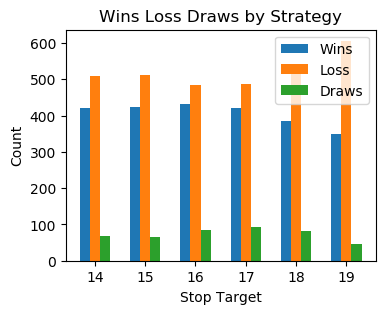 Wins Loss Draws by Strategy
Count
600
500
400
300
200
100
0
Wins
Loss
Draws
14 15 16 17 18 19
Stop Target